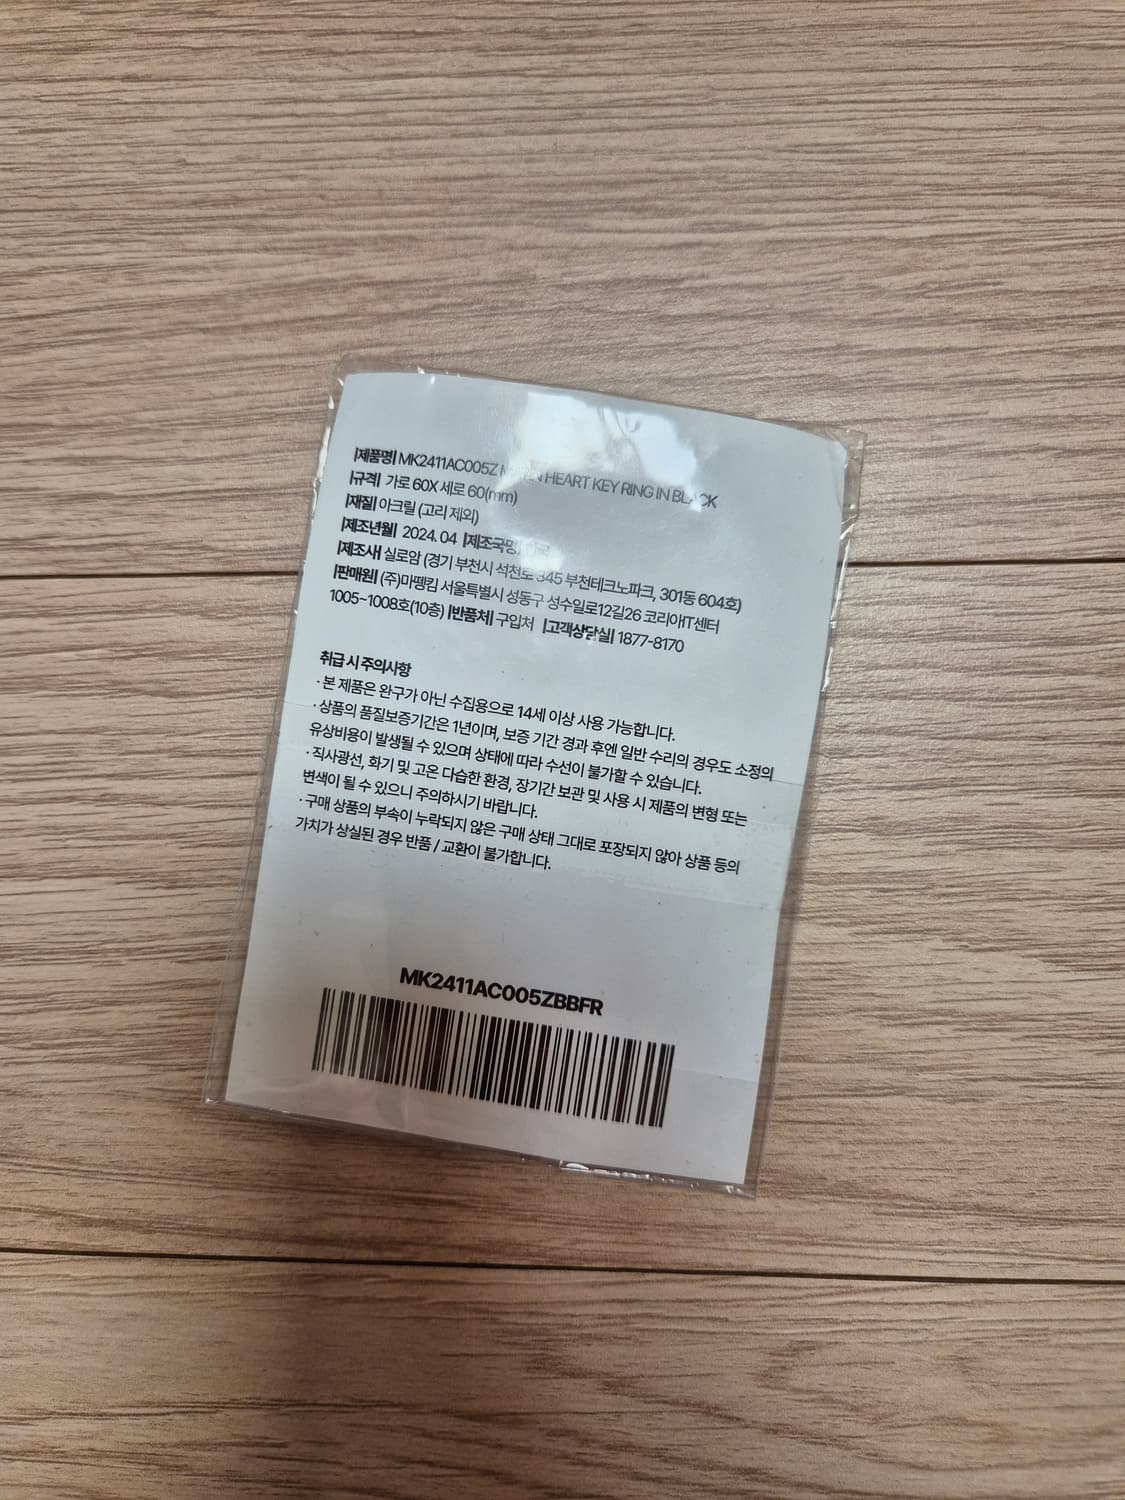 |제품명| MK2411AC005Z HEART KEY RING IN BLACK
|규격| 가로 60X 세로 60(mm)
|재질| 아크릴 (고리 제외)
|제조년월| 2024. 04 |제조국명|
|제조사| 실로암 (경기 부천시 석천로 345 부천테크노파크, 301동 604호)
|판매원| (주)마뗑킴 서울특별시 성동구 성수일로12길26 코리아IT센터
1005~1008호(10층) |반품처| 구입처 |고객상담실| 1877-8170
취급 시 주의사항
· 본 제품은 완구가 아닌 수집용으로 14세 이상 사용 가능합니다.
· 상품의 품질보증기간은 1년이며, 보증 기간 경과 후엔 일반 수리의 경우도 소정의
유상비용이 발생될 수 있으며 상태에 따라 수선이 불가할 수 있습니다.
· 직사광선, 화기 및 고온 다습한 환경, 장기간 보관 및 사용 시 제품의 변형 또는
변색이 될 수 있으니 주의하시기 바랍니다.
· 구매 상품의 부속이 누락되지 않은 구매 상태 그대로 포장되지 않아 상품 등의
가치가 상실된 경우 반품 / 교환이 불가합니다.
MK2411AC005ZBBFR